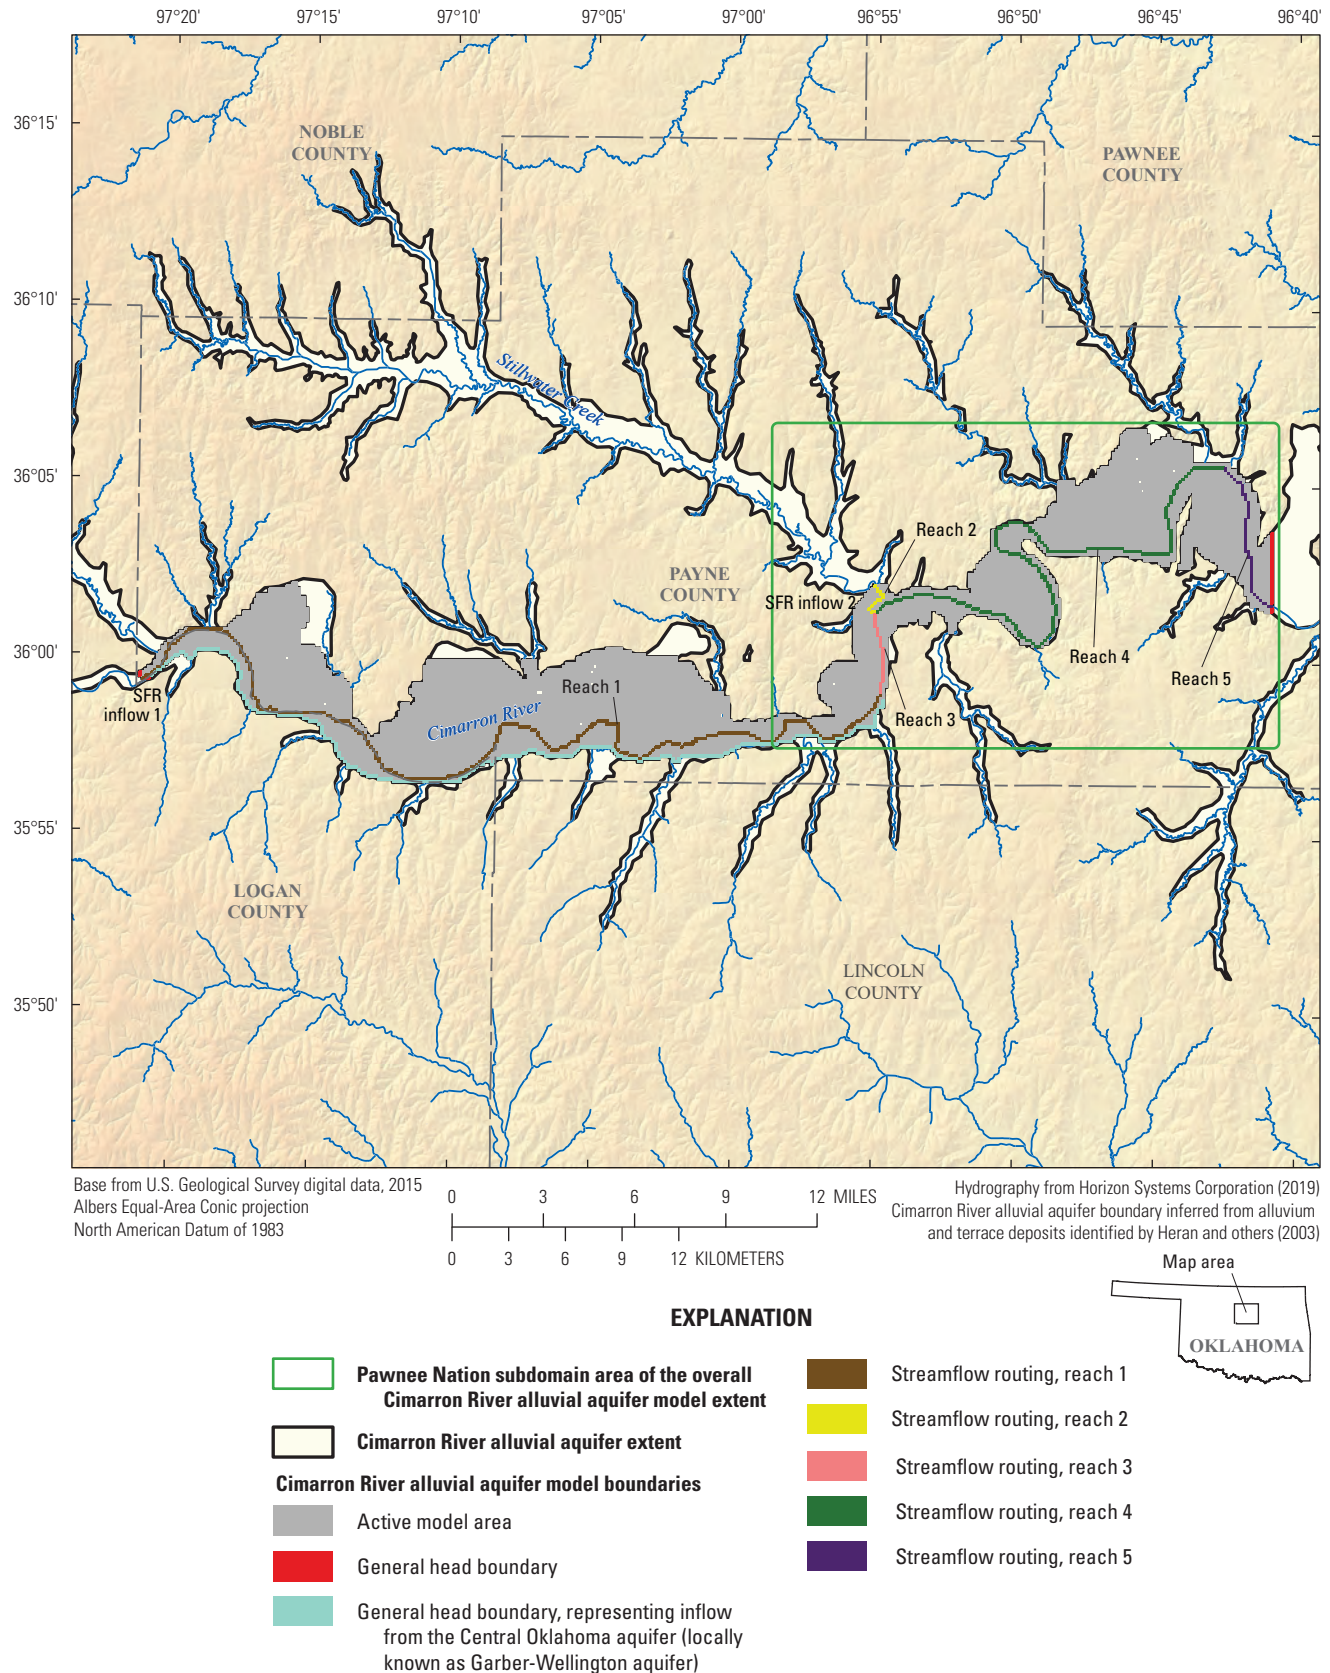 97°20'
97°15'
97°10'
97°05'
97°00'
96°55'
96°50'
96°45'
96°40'
36°15'
36°10'
36°05'
36°00'
35°55'
35°50'
NOBLE
COUNTY
PAWNEE
COUNTY
Stillwater Creek
Reach 2
PAYNE
COUNTY
SFR inflow 2
Reach 4
Reach 5
SFR
inflow 1
Reach 1
Cimarron River
Reach 3
LOGAN
COUNTY
LINCOLN
COUNTY
Base from U.S. Geological Survey digital data, 2015
Albers Equal-Area Conic projection
North American Datum of 1983
0 3 6 9 12 MILES
0 3 6 9 12 KILOMETERS
Hydrography from Horizon Systems Corporation (2019)
Cimarron River alluvial aquifer boundary inferred from alluvium
and terrace deposits identified by Heran and others (2003)
Map area
OKLAHOMA
EXPLANATION
Pawnee Nation subdomain area of the overall
Cimarron River alluvial aquifer model extent
Cimarron River alluvial aquifer extent
Cimarron River alluvial aquifer model boundaries
Active model area
General head boundary
General head boundary, representing inflow
from the Central Oklahoma aquifer (locally
known as Garber-Wellington aquifer)
Streamflow routing, reach 1
Streamflow routing, reach 2
Streamflow routing, reach 3
Streamflow routing, reach 4
Streamflow routing, reach 5